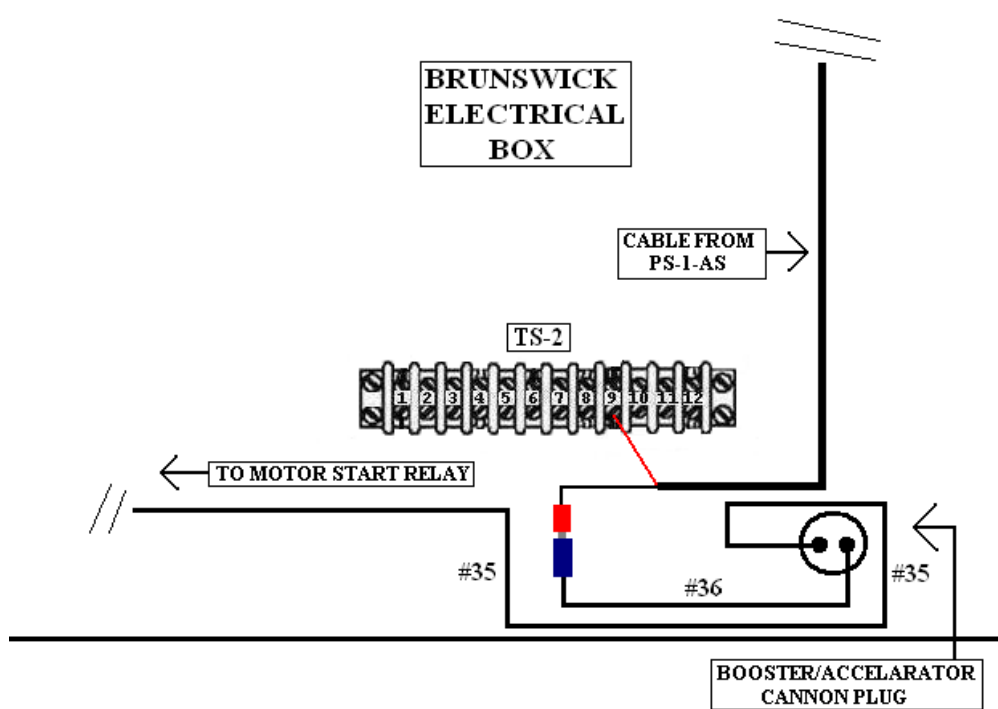 BRUNSWICK
ELECTRICAL
BOX
CABLE FROM
PS-1-AS
TS-2
1 2 3 4 5 6 7 8 9 10 11 12
TO MOTOR START RELAY
#35
#36
#35
BOOSTER/ACCELARATOR
CANNON PLUG